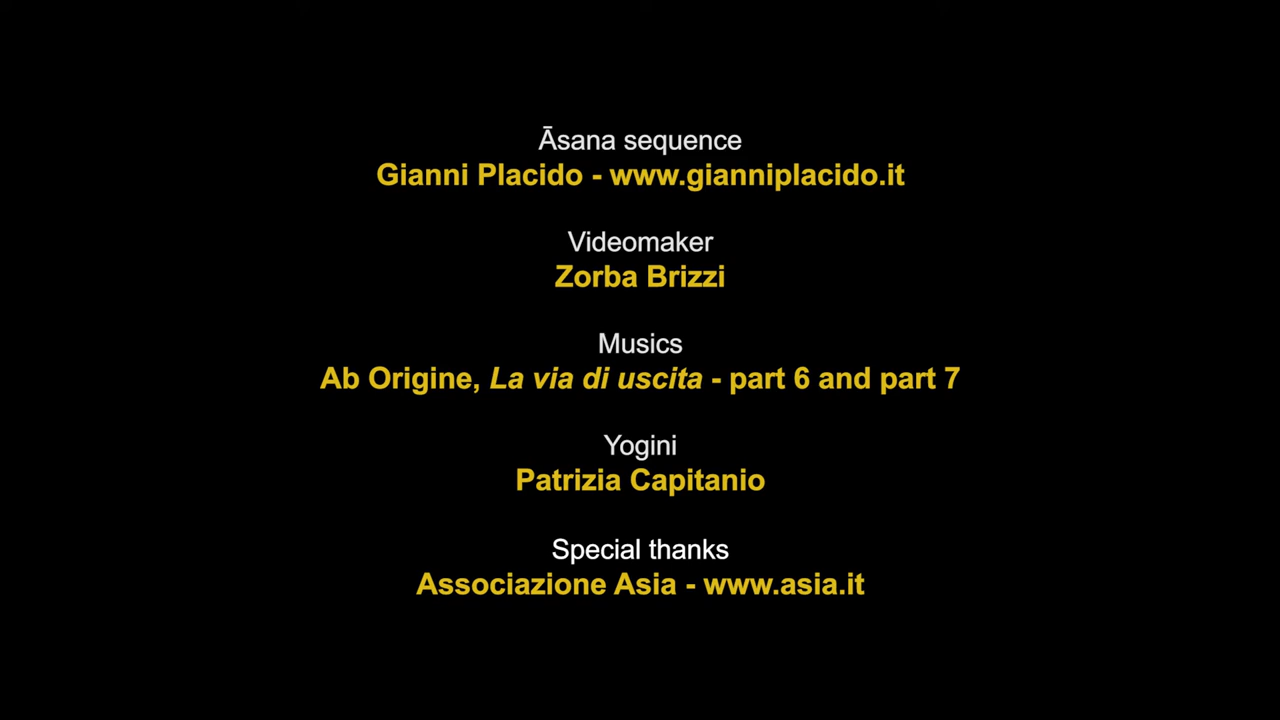 Āsana sequence
Gianni Placido - www.gianniplacido.it
Videomaker
Zorba Brizzi
Musics
Ab Origine, La via di uscita - part 6 and part 7
Yogini
Patrizia Capitanio
Special thanks
Associazione Asia - www.asia.it